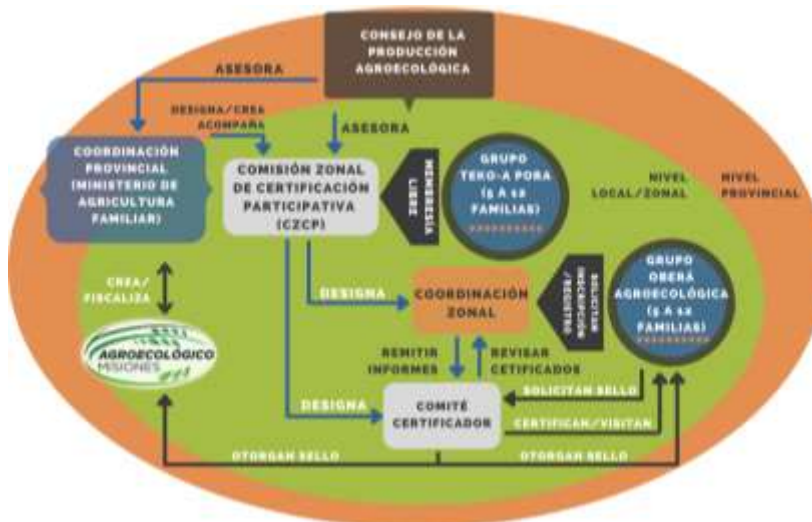 CONSEJO DE LA
PRODUCCIÓN
AGROECOLÓGICA
ASESORA
DESIGNA/CREA
ACOMPAÑA
ASESORA
COORDINACIÓN
PROVINCIAL
(MINISTERIO DE
AGRICULTURA
FAMILIAR)
COMISIÓN ZONAL
DE CERTIFICACIÓN
PARTICIPATIVA
(CZCP)
MEMBRESÍA
LIBRE
GRUPO
TEKO-A PORA
(5 A 12
FAMILIAS)
NIVEL
LOCAL/ZONAL
NIVEL
PROVINCIAL
CREA/
FISCALIZA
DESIGNA
COORDINACIÓN
ZONAL
SOLICITAN
INSCRIPCIÓN
/REGISTRO
GRUPO
OBERÁ
AGROECOLÓGICA
(5 A 12
FAMILIAS)
AGROECOLÓGICO
MISIONES
REMITIR
INFORMES
REVISAR
CETIFICADOS
SOLICITAN SELLO
DESIGNA
COMITÉ
CERTIFICADOR
CERTIFICAN/VISITAN
OTORGAN SELLO
OTORGAN SELLO